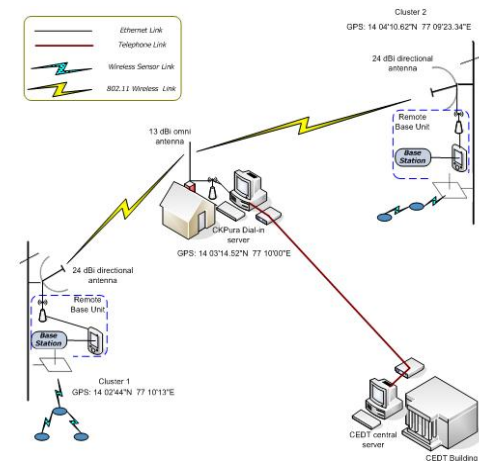 Ethernet Link
Telephone Link
Wireless Sensor Link
802.11 Wireless Link
Cluster 2
GPS: 14 04'10.62"N 77 09'23.34"E
24 dBi directional
antenna
Remote
Base Unit
Base
Station
13 dBi omni
antenna
CKPura Dial-in
server
GPS: 14 03'14.52"N 77 10'00"E
24 dBi directional
antenna
Remote
Base Unit
Base
Station
Cluster 1
GPS: 14 02'44"N 77 10'13"E
CEDT central
server
CEDT Building